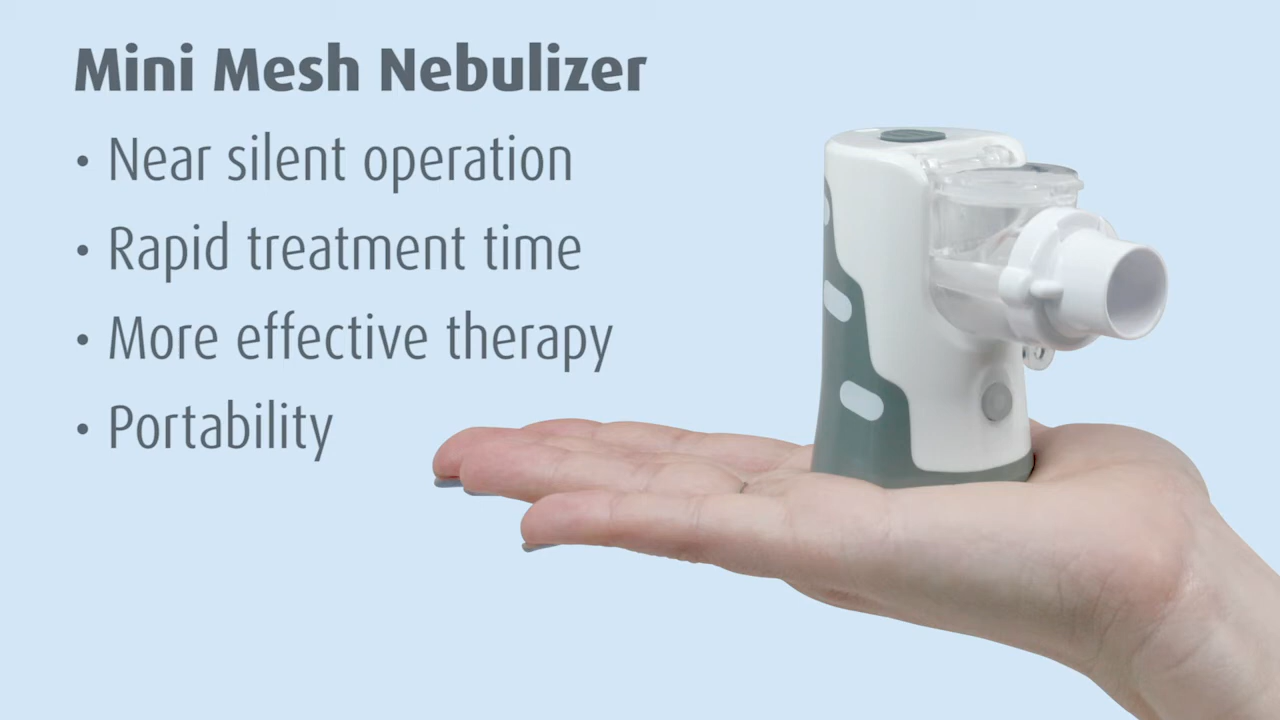 Mini Mesh Nebulizer
• Near silent operation
• Rapid treatment time
• More effective therapy
• Portability